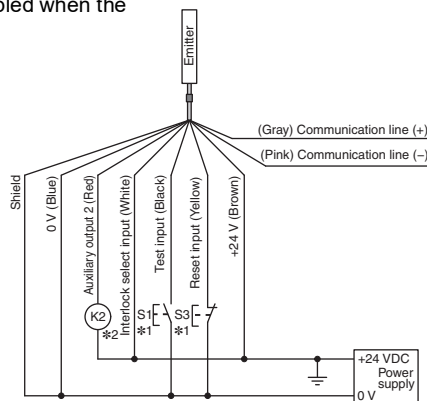 bled when the
Emitter
(Gray) Communication line (+)
(Pink) Communication line (−)
Shield
0 V (Blue)
Auxiliary output 2 (Red)
Interlock select input (White)
Test input (Black)
Reset input (Yellow)
+24 V (Brown)
K2
*2
S1
*1
S3
*1
+24 VDC
Power
supply
0 V